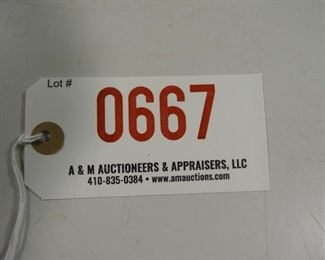 Lot #
0667
A & M AUCTIONEERS & APPRAISERS, LLC
410-835-0384 • www.amauctions.com